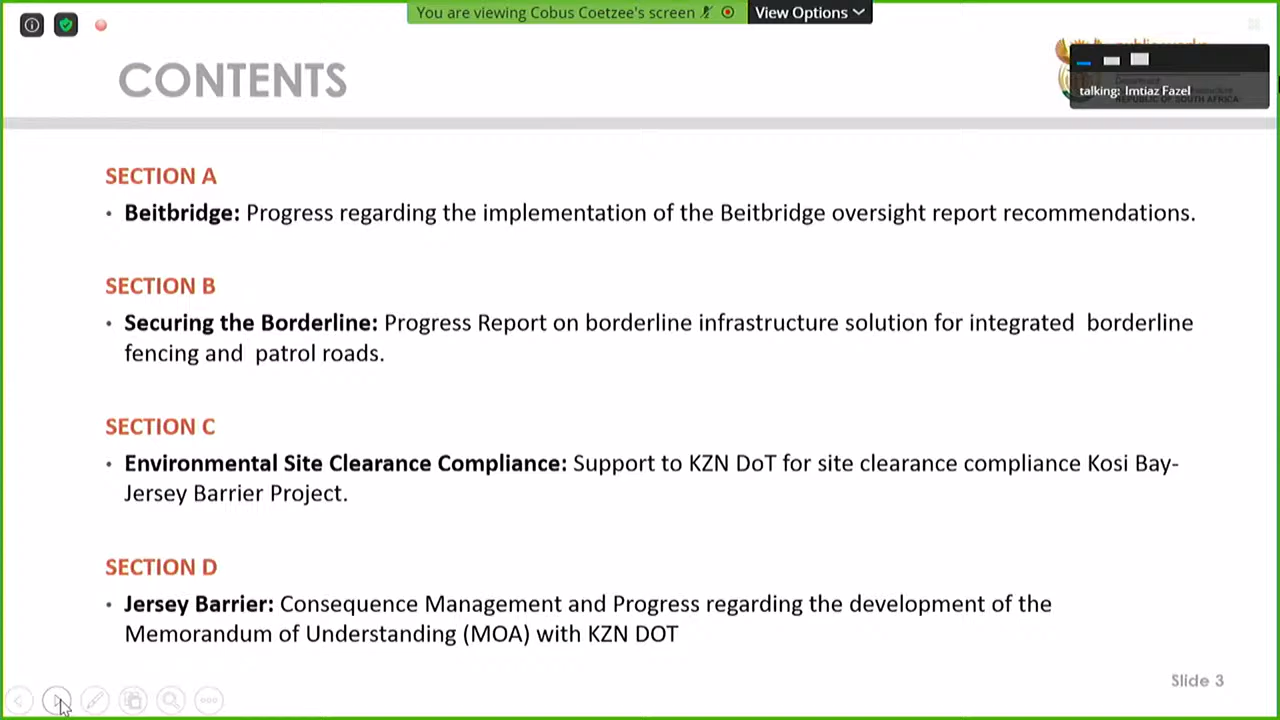 You are viewing Cobus Coetzee's screen
View Options
CONTENTS
talking: Imtiaz Fazel
REPUBLIC OF SOUTH AFRICA
SECTION A
• Beitbridge: Progress regarding the implementation of the Beitbridge oversight report recommendations.
SECTION B
• Securing the Borderline: Progress Report on borderline infrastructure solution for integrated borderline
fencing and patrol roads.
SECTION C
• Environmental Site Clearance Compliance: Support to KZN DoT for site clearance compliance Kosi Bay-
Jersey Barrier Project.
SECTION D
• Jersey Barrier: Consequence Management and Progress regarding the development of the
Memorandum of Understanding (MOA) with KZN DOT
Slide 3